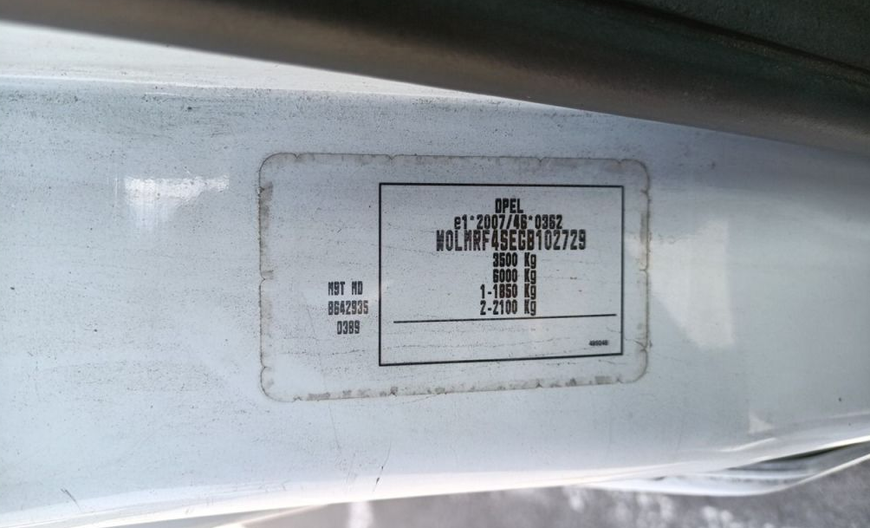 OPEL
e1*2007/46*0362
W0LMRF4SEGB102729
3500 Kg
6000 Kg
1-1850 Kg
2-2100 Kg
MBT MD
8642935
0389